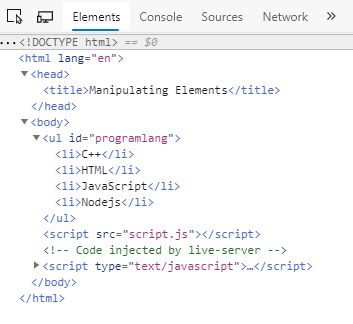 Elements Console Sources Network »
...<!DOCTYPE html> == $0
<html lang="en">
<head>
<title>Manipulating Elements</title>
</head>
<body>
<ul id="programlang">
<li>C++</li>
<li>HTML</li>
<li>JavaScript</li>
<li>Nodejs</li>
</ul>
<script src="script.js"></script>
<!-- Code injected by live-server -->
<script type="text/javascript">…</script>
</body>
</html>